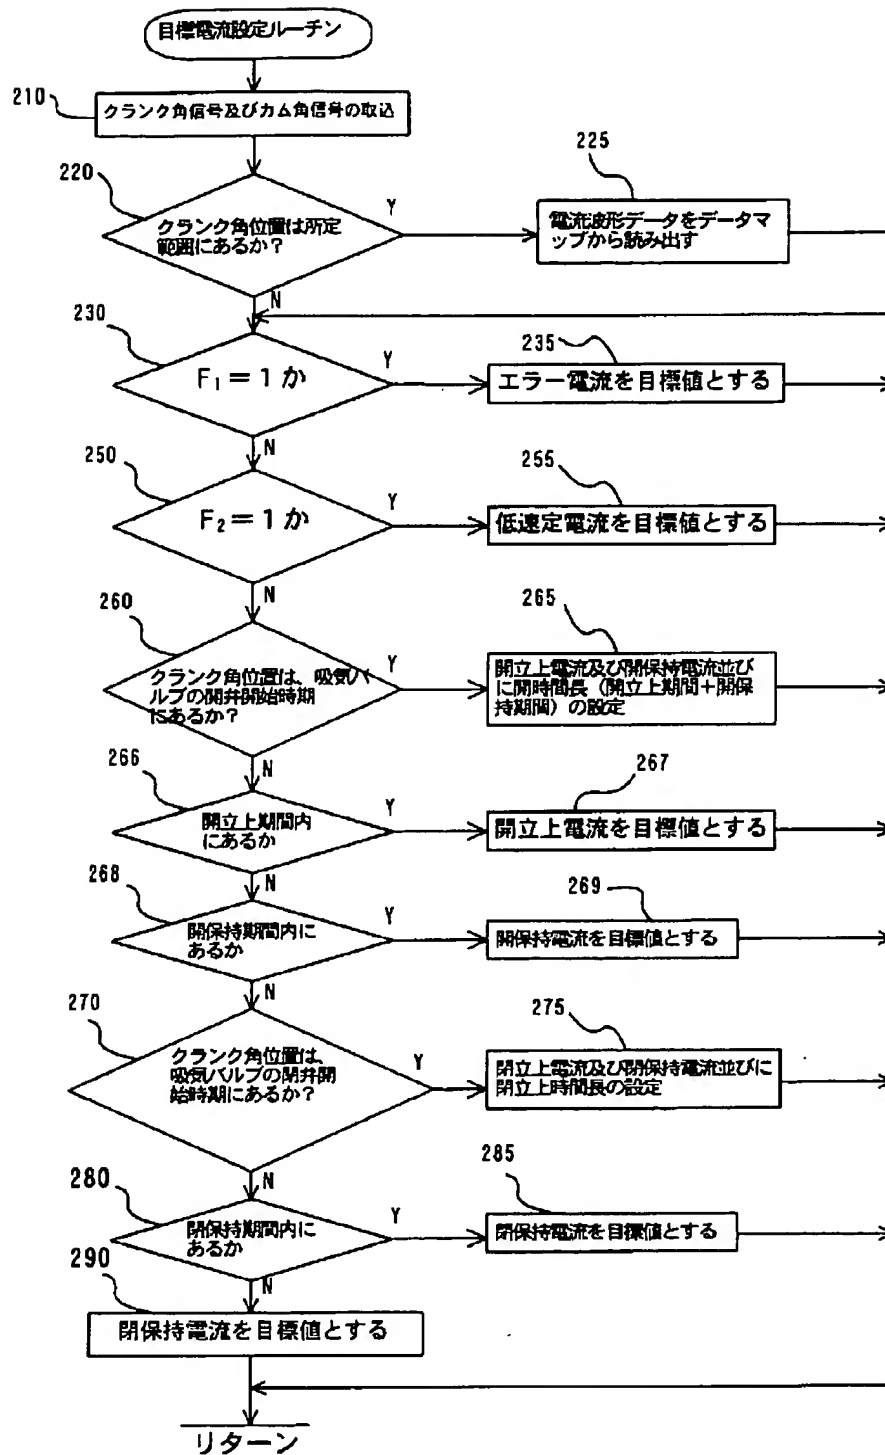 目標電流設定ルーチン
210
クランク角信号及びカム角信号の取込
220
クランク角位置は所定
範囲にあるか？
Y
N
225
電流波形データをデータマ
ップから読み出す
230
F₁＝１か
Y
N
235
エラー電流を目標値とする
250
F₂＝１か
Y
N
255
低速定電流を目標値とする
260
クランク角位置は、吸気バ
ルブの開弁開始時期
にあるか？
Y
N
265
開立上電流及び開保持電流並び
に開時間長（開立上期間＋開保
持期間）の設定
266
開立上期間内
にあるか
Y
N
267
開立上電流を目標値とする
268
開保持期間内に
あるか
Y
N
269
開保持電流を目標値とする
270
クランク角位置は、
吸気バルブの閉弁開
始時期にあるか？
Y
N
275
閉立上電流及び閉保持電流並びに
閉立上時間長の設定
280
閉保持期間内に
あるか
Y
N
285
閉保持電流を目標値とする
290
閉保持電流を目標値とする
リターン